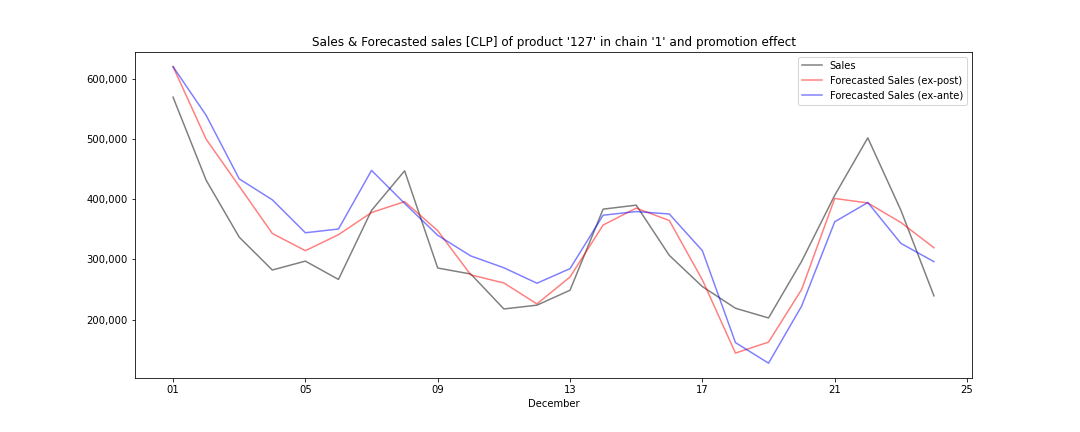 Sales & Forecasted sales [CLP] of product '127' in chain '1' and promotion effect
Sales
Forecasted Sales (ex-post)
Forecasted Sales (ex-ante)
600,000
500,000
400,000
300,000
200,000
01 05 09 13 17 21 25
December